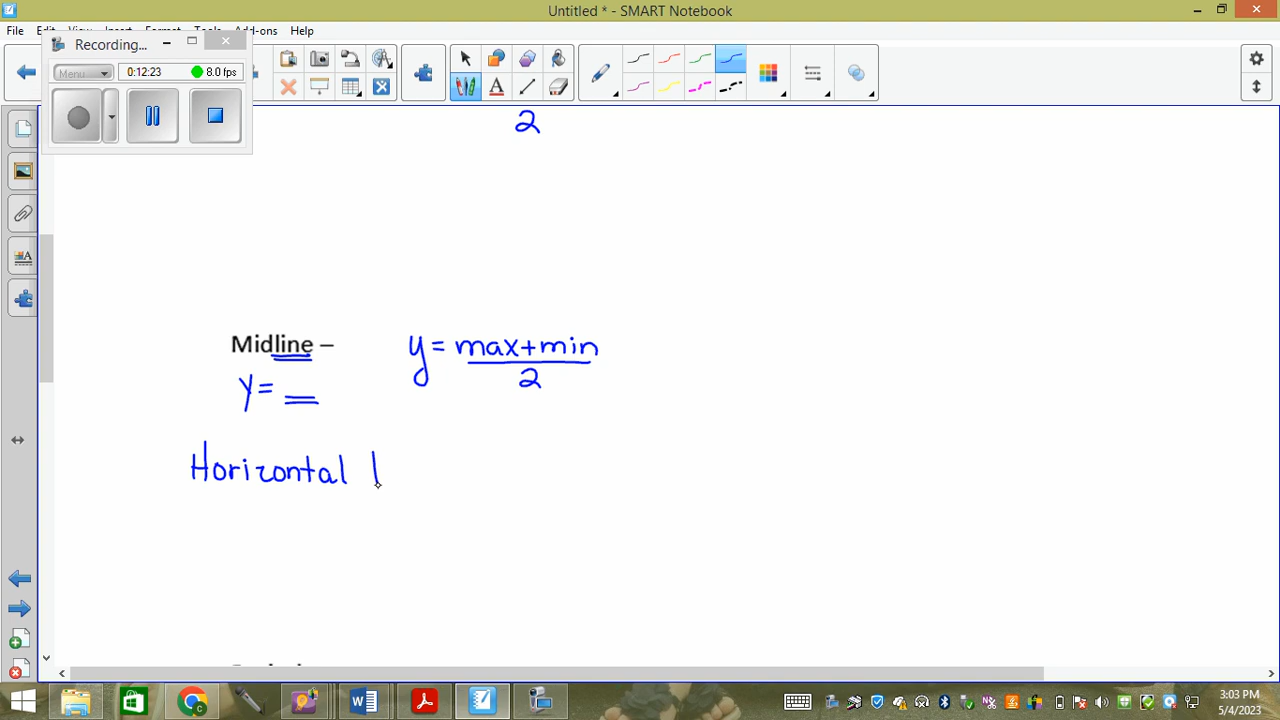 Untitled * - SMART Notebook
File Edit View Insert Format Tools Add-ons Help
Recording...
Menu 0:12:23 8.0 fps
2
Midline – y = max+min
2
y = __
Horizontal l
3:03 PM
5/4/2023